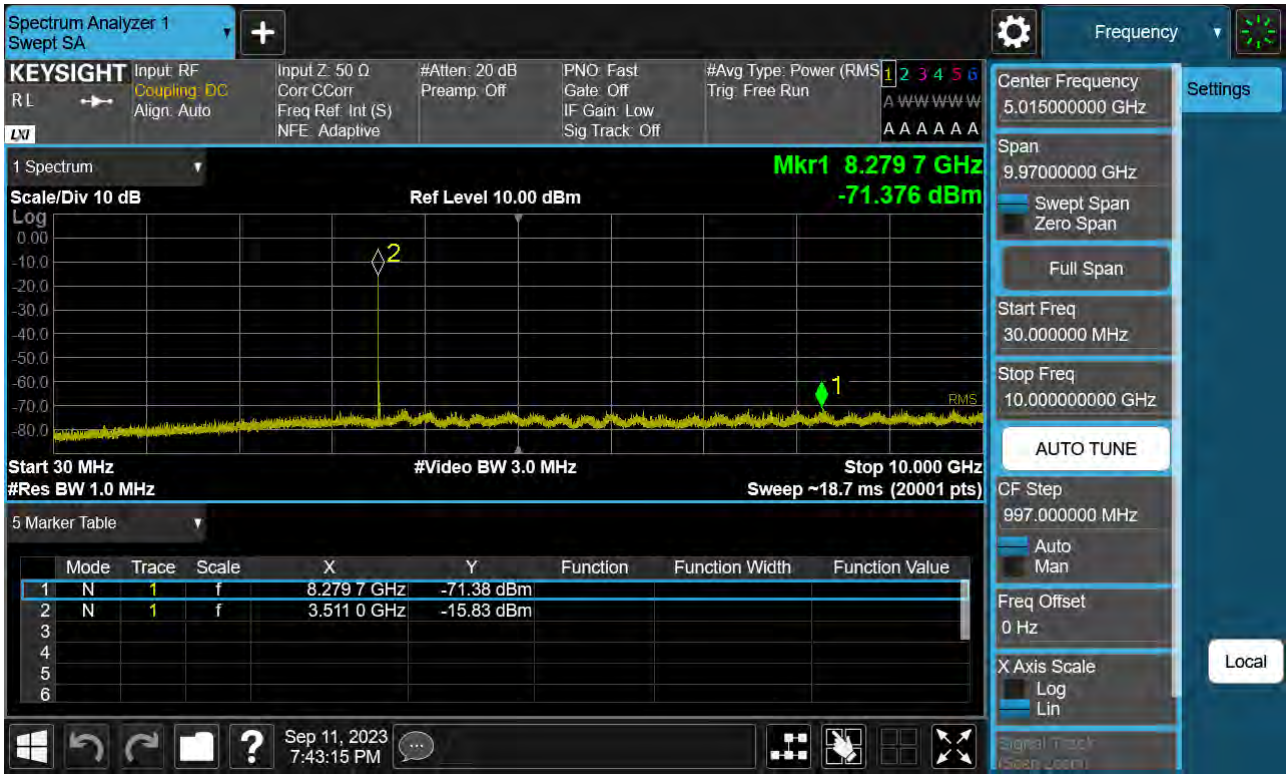 Spectrum Analyzer 1
Swept SA
+
Frequency
KEYSIGHT
RL
LXI
Input: RF
Coupling: DC
Align: Auto
Input Z: 50 Ω
Corr CCorr
Freq Ref: Int (S)
NFE: Adaptive
#Atten: 20 dB
Preamp: Off
PNO: Fast
Gate: Off
IF Gain: Low
Sig Track: Off
#Avg Type: Power (RMS
Trig: Free Run
1 2 3 4 5 6
A W W W W W
A A A A A A
1 Spectrum
Scale/Div 10 dB
Ref Level 10.00 dBm
Mkr1 8.279 7 GHz
-71.376 dBm
Log
0.00
-10.0
-20.0
-30.0
-40.0
-50.0
-60.0
-70.0
-80.0
2
1
RMS
Start 30 MHz
#Video BW 3.0 MHz
Stop 10.000 GHz
#Res BW 1.0 MHz
Sweep ~18.7 ms (20001 pts)
5 Marker Table
Mode Trace Scale X Y Function Function Width Function Value
1 N 1 f 8.279 7 GHz -71.38 dBm
2 N 1 f 3.511 0 GHz -15.83 dBm
3
4
5
6
Sep 11, 2023
7:43:15 PM
?
Center Frequency
5.015000000 GHz
Settings
Span
9.97000000 GHz
Swept Span
Zero Span
Full Span
Start Freq
30.000000 MHz
Stop Freq
10.000000000 GHz
AUTO TUNE
CF Step
997.000000 MHz
Auto
Man
Freq Offset
0 Hz
X Axis Scale
Log
Lin
Local
Signal Track
(Span Zoom)